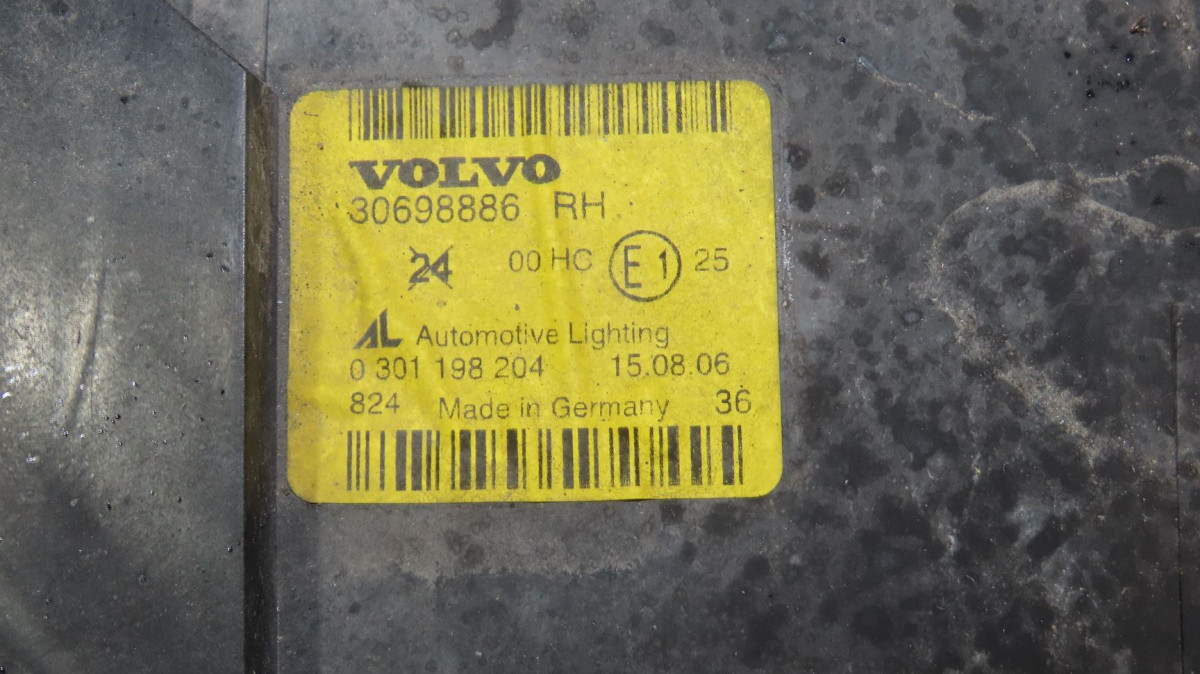 VOLVO
30698886 RH
24 00 HC E1 25
AL Automotive Lighting
0 301 198 204 15.08.06
824 Made in Germany 36